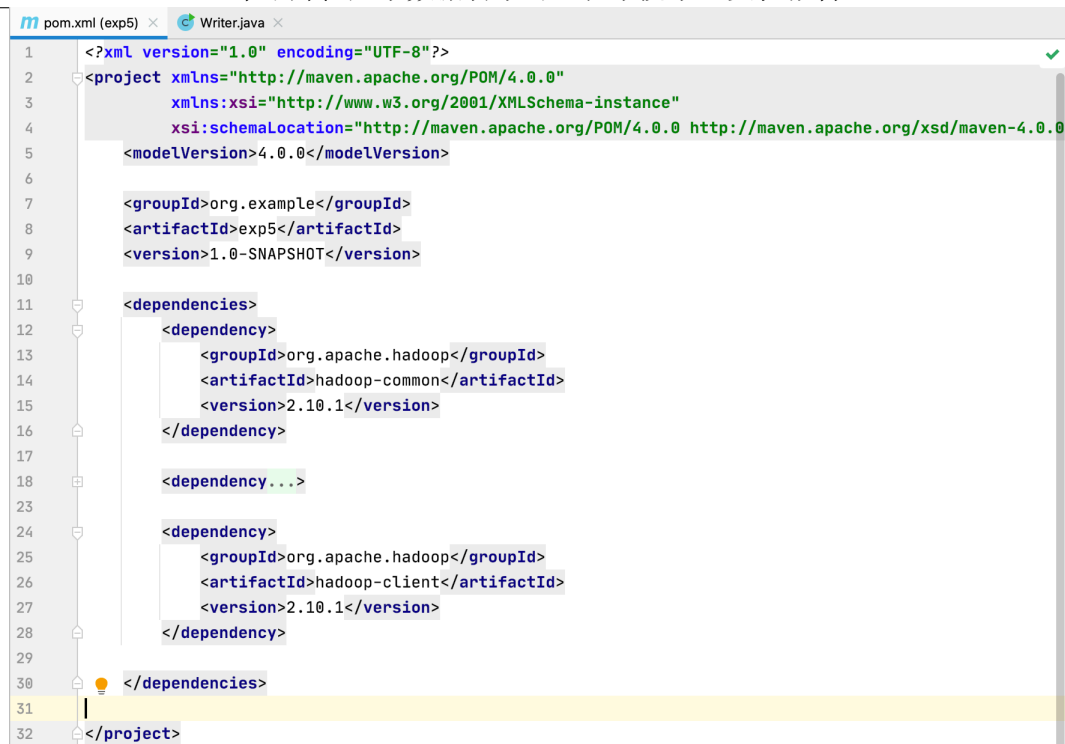 pom.xml (exp5)
Writer.java
1 <?xml version="1.0" encoding="UTF-8"?>
2 <project xmlns="http://maven.apache.org/POM/4.0.0"
3 xmlns:xsi="http://www.w3.org/2001/XMLSchema-instance"
4 xsi:schemaLocation="http://maven.apache.org/POM/4.0.0 http://maven.apache.org/xsd/maven-4.0.0
5 <modelVersion>4.0.0</modelVersion>
6
7 <groupId>org.example</groupId>
8 <artifactId>exp5</artifactId>
9 <version>1.0-SNAPSHOT</version>
10
11 <dependencies>
12 <dependency>
13 <groupId>org.apache.hadoop</groupId>
14 <artifactId>hadoop-common</artifactId>
15 <version>2.10.1</version>
16 </dependency>
17
18 <dependency...>
23
24 <dependency>
25 <groupId>org.apache.hadoop</groupId>
26 <artifactId>hadoop-client</artifactId>
27 <version>2.10.1</version>
28 </dependency>
29
30 </dependencies>
31
32 </project>